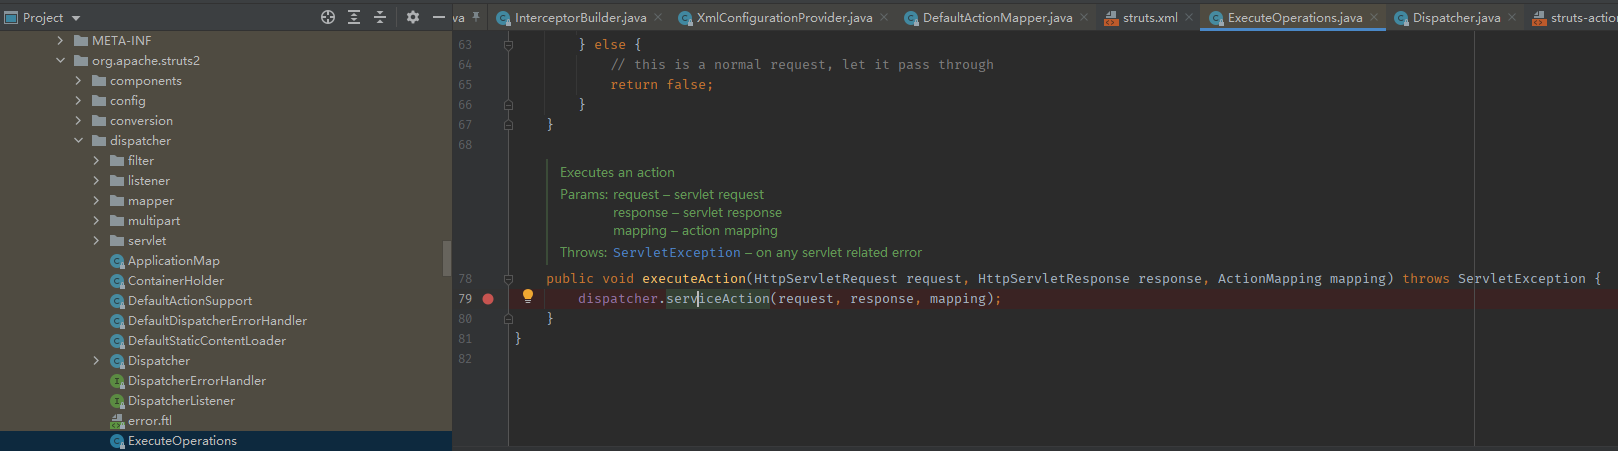 Project
va
InterceptorBuilder.java
XmlConfigurationProvider.java
DefaultActionMapper.java
struts.xml
ExecuteOperations.java
Dispatcher.java
struts-action
META-INF
org.apache.struts2
components
config
conversion
dispatcher
filter
listener
mapper
multipart
servlet
ApplicationMap
ContainerHolder
DefaultActionSupport
DefaultDispatcherErrorHandler
DefaultStaticContentLoader
Dispatcher
DispatcherErrorHandler
DispatcherListener
error.ftl
ExecuteOperations
63 } else {
64 // this is a normal request, let it pass through
65 return false;
66 }
67 }
68
Executes an action
Params: request – servlet request
response – servlet response
mapping – action mapping
Throws: ServletException – on any servlet related error
78 public void executeAction(HttpServletRequest request, HttpServletResponse response, ActionMapping mapping) throws ServletException {
79 dispatcher.serviceAction(request, response, mapping);
80 }
81 }
82